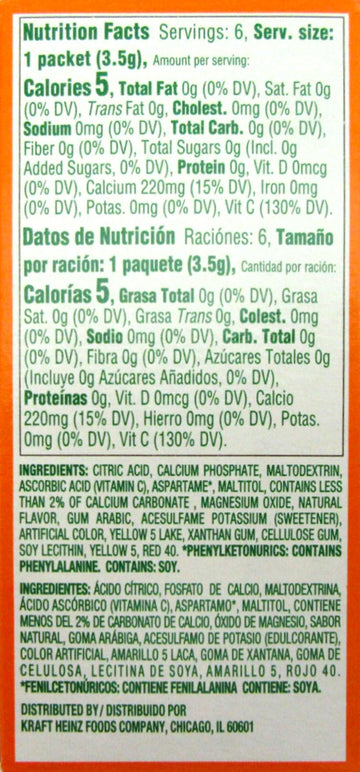 Nutrition Facts Servings: 6, Serv. size:
1 packet (3.5g), Amount per serving:
Calories 5, Total Fat 0g (0% DV), Sat. Fat 0g
(0% DV), Trans Fat 0g, Cholest. 0mg (0% DV),
Sodium 0mg (0% DV), Total Carb. 0g (0% DV),
Fiber 0g (0% DV), Total Sugars 0g (Incl. 0g
Added Sugars, 0% DV), Protein 0g, Vit. D 0mcg
(0% DV), Calcium 220mg (15% DV), Iron 0mg
(0% DV), Potas. 0mg (0% DV), Vit C (130% DV).
Datos de Nutrición Raciónes: 6, Tamaño
por ración: 1 paquete (3.5g), Cantidad por ración:
Calorías 5, Grasa Total 0g (0% DV), Grasa
Sat. 0g (0% DV), Grasa Trans 0g, Colest. 0mg
(0% DV), Sodio 0mg (0% DV), Carb. Total 0g
(0% DV), Fibra 0g (0% DV), Azúcares Totales 0g
(Incluye 0g Azúcares Añadidos, 0% DV),
Proteínas 0g, Vit. D 0mcg (0% DV), Calcio
220mg (15% DV), Hierro 0mg (0% DV), Potas.
0mg (0% DV), Vit C (130% DV).
INGREDIENTS: CITRIC ACID, CALCIUM PHOSPHATE, MALTODEXTRIN,
ASCORBIC ACID (VITAMIN C), ASPARTAME*, MALTITOL, CONTAINS LESS
THAN 2% OF CALCIUM CARBONATE , MAGNESIUM OXIDE, NATURAL
FLAVOR, GUM ARABIC, ACESULFAME POTASSIUM (SWEETENER),
ARTIFICIAL COLOR, YELLOW 5 LAKE, XANTHAN GUM, CELLULOSE GUM,
SOY LECITHIN, YELLOW 5, RED 40. *PHENYLKETONURICS: CONTAINS
PHENYLALANINE. CONTAINS: SOY.
INGREDIENTES: ÁCIDO CÍTRICO, FOSFATO DE CALCIO, MALTODEXTRINA,
ÁCIDO ASCÓRBICO (VITAMINA C), ASPARTAMO*, MALTITOL, CONTIENE
MENOS DEL 2% DE CARBONATO DE CALCIO, ÓXIDO DE MAGNESIO, SABOR
NATURAL, GOMA ARÁBIGA, ACESULFAMO DE POTASIO (EDULCORANTE),
COLOR ARTIFICIAL, AMARILLO 5 LACA, GOMA DE XANTANA, GOMA DE
CELULOSA, LECITINA DE SOYA, AMARILLO 5, ROJO 40.
*FENILCETONÚRICOS: CONTIENE FENILALANINA CONTIENE: SOYA.
DISTRIBUTED BY / DISTRIBUIDO POR
KRAFT HEINZ FOODS COMPANY, CHICAGO, IL 60601